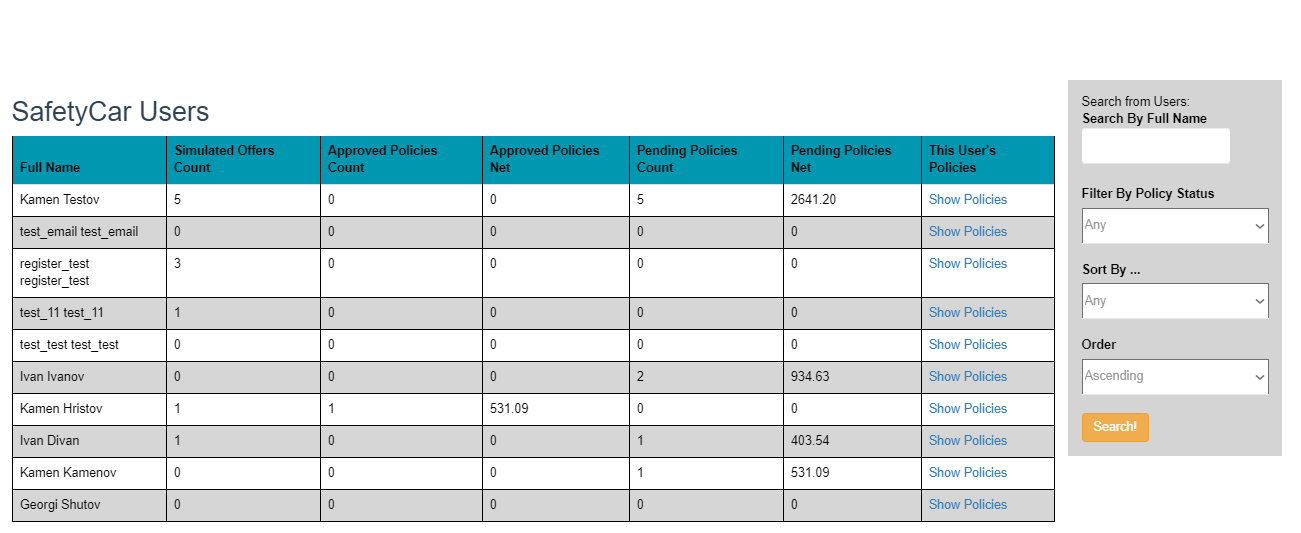 SafetyCar Users
Full Name Simulated Offers Count Approved Policies Count Approved Policies Net Pending Policies Count Pending Policies Net This User's Policies
Kamen Testov 5 0 0 5 2641.20 Show Policies
test_email test_email 0 0 0 0 0 Show Policies
register_test register_test 3 0 0 0 0 Show Policies
test_11 test_11 1 0 0 0 0 Show Policies
test_test test_test 0 0 0 0 0 Show Policies
Ivan Ivanov 0 0 0 2 934.63 Show Policies
Kamen Hristov 1 1 531.09 0 0 Show Policies
Ivan Divan 1 0 0 1 403.54 Show Policies
Kamen Kamenov 0 0 0 1 531.09 Show Policies
Georgi Shutov 0 0 0 0 0 Show Policies
Search from Users:
Search By Full Name
Filter By Policy Status
Any
Sort By ...
Any
Order
Ascending
Search!